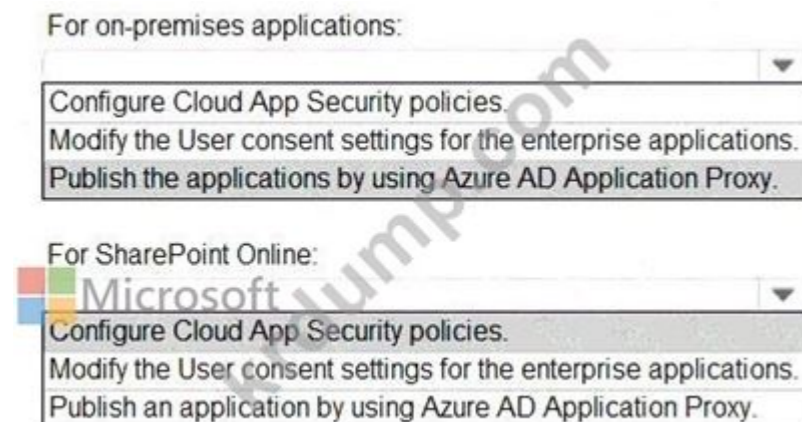 For on-premises applications:
Configure Cloud App Security policies.
Modify the User consent settings for the enterprise applications.
Publish the applications by using Azure AD Application Proxy.
For SharePoint Online:
Microsoft
Configure Cloud App Security policies.
Modify the User consent settings for the enterprise applications.
Publish an application by using Azure AD Application Proxy.
krdump.com